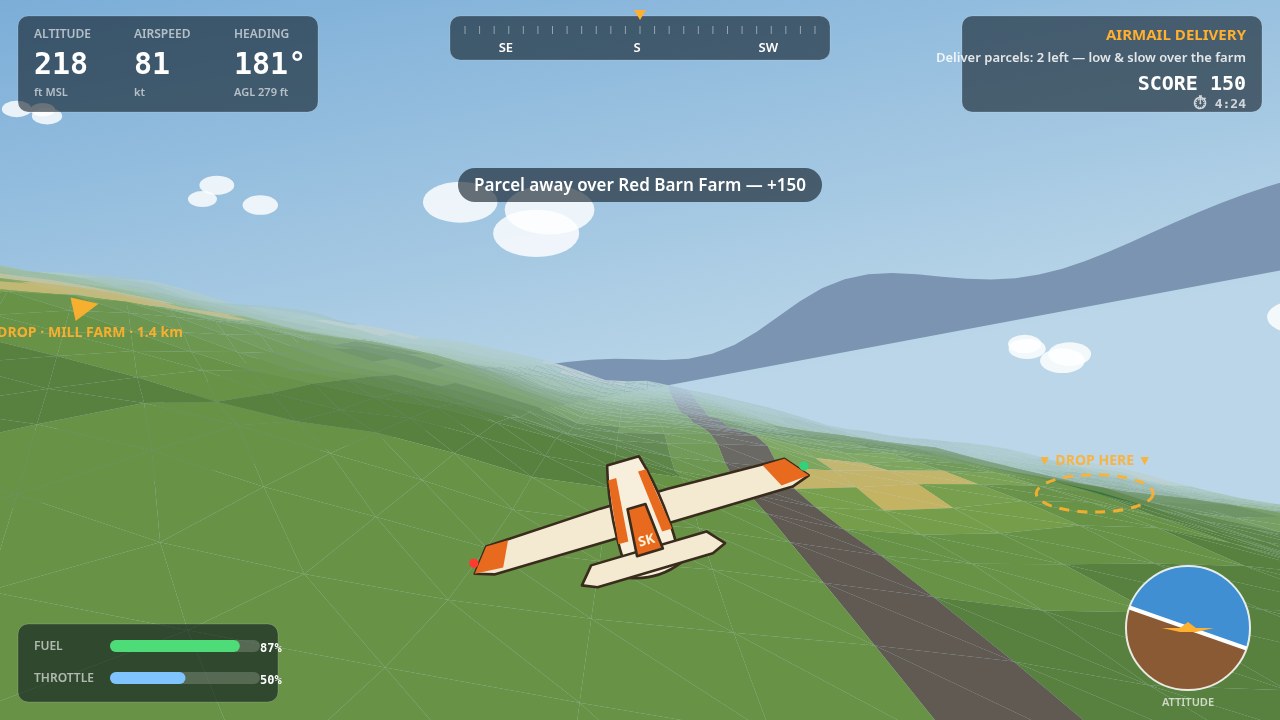 ALTITUDE AIRSPEED HEADING
218 81 181°
ft MSL kt AGL 279 ft
SE S SW
AIRMAIL DELIVERY
Deliver parcels: 2 left — low & slow over the farm
SCORE 150
⏱ 4:24
Parcel away over Red Barn Farm — +150
DROP · MILL FARM · 1.4 km
▼ DROP HERE ▼
SK
FUEL 87%
THROTTLE 50%
ATTITUDE